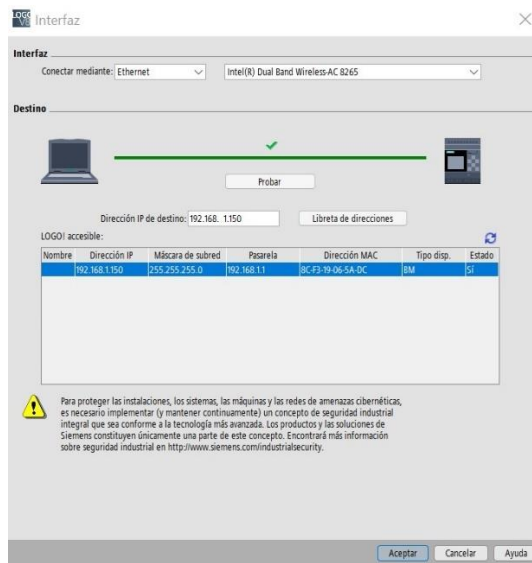 LOGO V8 Interfaz
Interfaz
Conectar mediante: Ethernet Intel(R) Dual Band Wireless-AC 8265
Destino
Probar
Dirección IP de destino: 192.168. 1.150 Libreta de direcciones
LOGO! accesible:
Nombre Dirección IP Máscara de subred Pasarela Dirección MAC Tipo disp. Estado
192.168.1.150 255.255.255.0 192.168.1.1 8C-F3-19-06-5A-DC BM Sí
Para proteger las instalaciones, los sistemas, las máquinas y las redes de amenazas cibernéticas,
es necesario implementar (y mantener continuamente) un concepto de seguridad industrial
integral que sea conforme a la tecnología más avanzada. Los productos y las soluciones de
Siemens constituyen únicamente una parte de este concepto. Encontrará más información
sobre seguridad industrial en http://www.siemens.com/industrialsecurity.
Aceptar Cancelar Ayuda